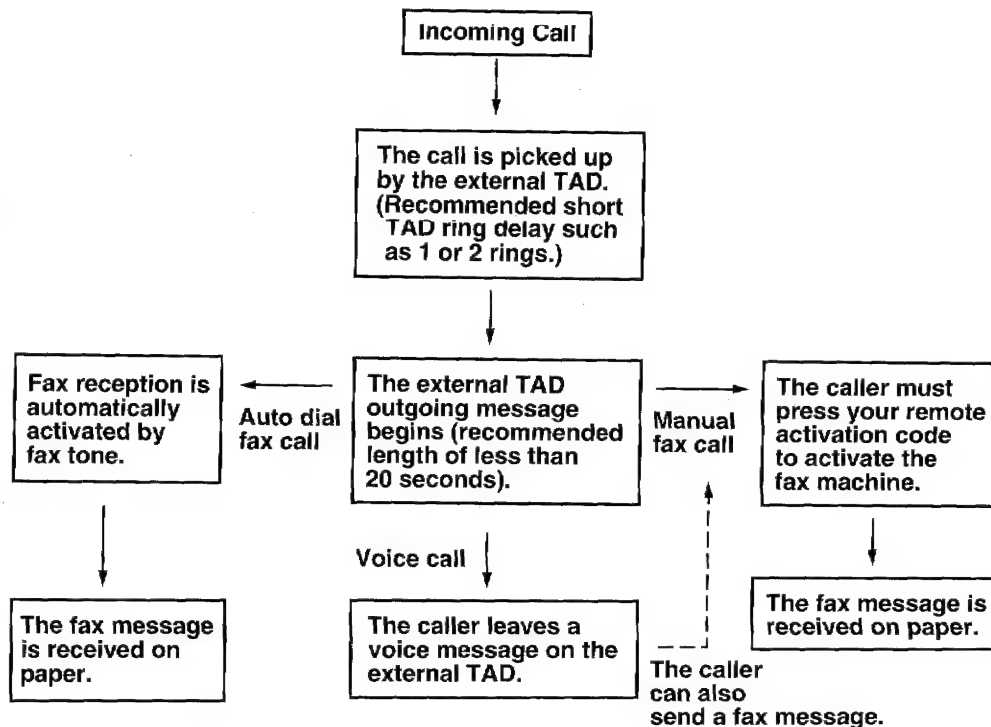 Incoming Call
The call is picked up
by the external TAD.
(Recommended short
TAD ring delay such
as 1 or 2 rings.)
Fax reception is
automatically
activated by
fax tone.
Auto dial
fax call
The external TAD
outgoing message
begins (recommended
length of less than
20 seconds).
Manual
fax call
The caller must
press your remote
activation code
to activate the
fax machine.
Voice call
The fax message
is received on
paper.
The caller leaves a
voice message on the
external TAD.
The caller
can also
send a fax message.
The fax message is
received on paper.